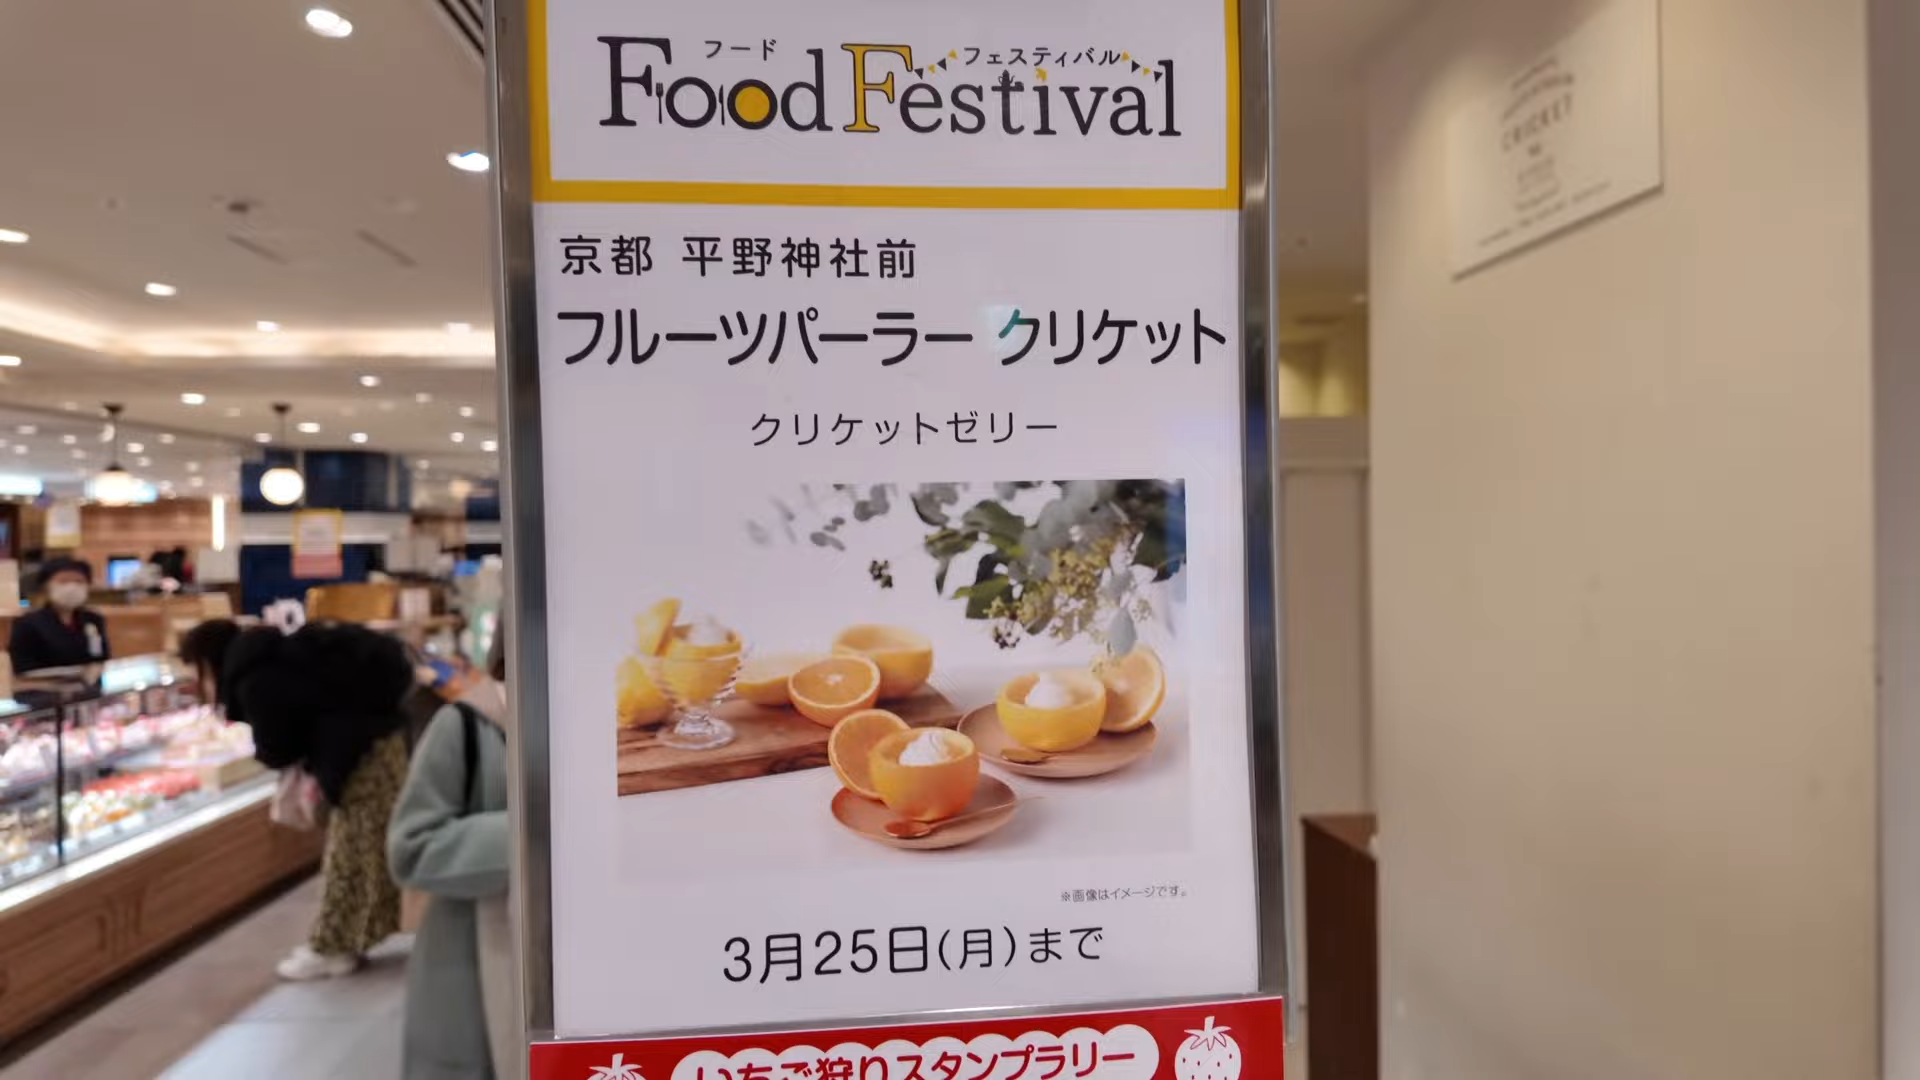 フード フェスティバル
Food Festival
京都 平野神社前
フルーツパーラー クリケット
クリケットゼリー
※画像はイメージです。
3月25日(月)まで
いちご狩りスタンプラリー
CRICKET